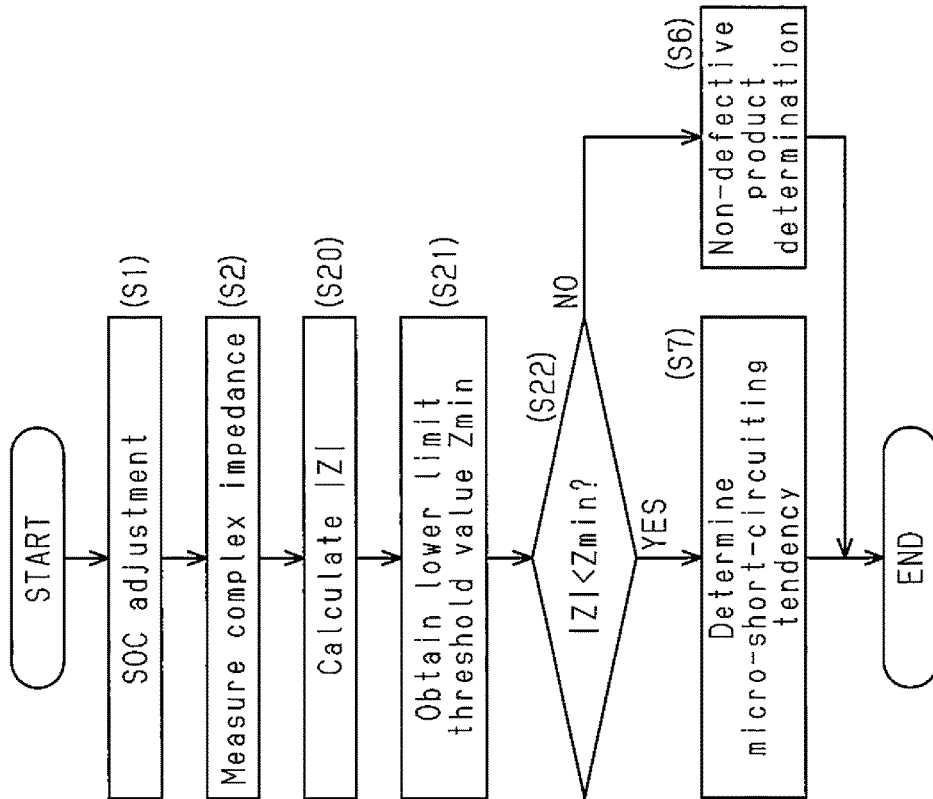 START
SOC adjustment
(S1)
Measure complex impedance
(S2)
Calculate |Z|
(S20)
Obtain lower limit
threshold value Zmin
(S21)
|Z|<Zmin?
(S22)
NO
YES
Determine
micro-short-circuiting
tendency
(S7)
Non-defective
product
determination
(S6)
END